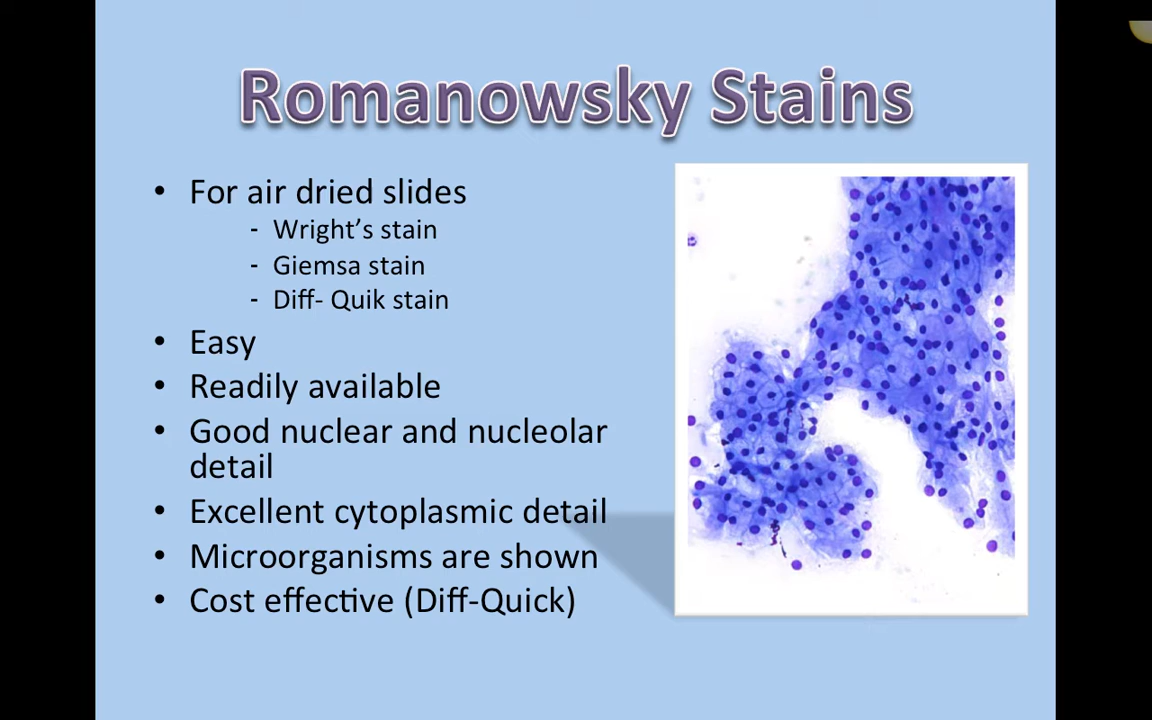 Romanowsky Stains
• For air dried slides
- Wright’s stain
- Giemsa stain
- Diff- Quik stain
• Easy
• Readily available
• Good nuclear and nucleolar
detail
• Excellent cytoplasmic detail
• Microorganisms are shown
• Cost effective (Diff-Quick)